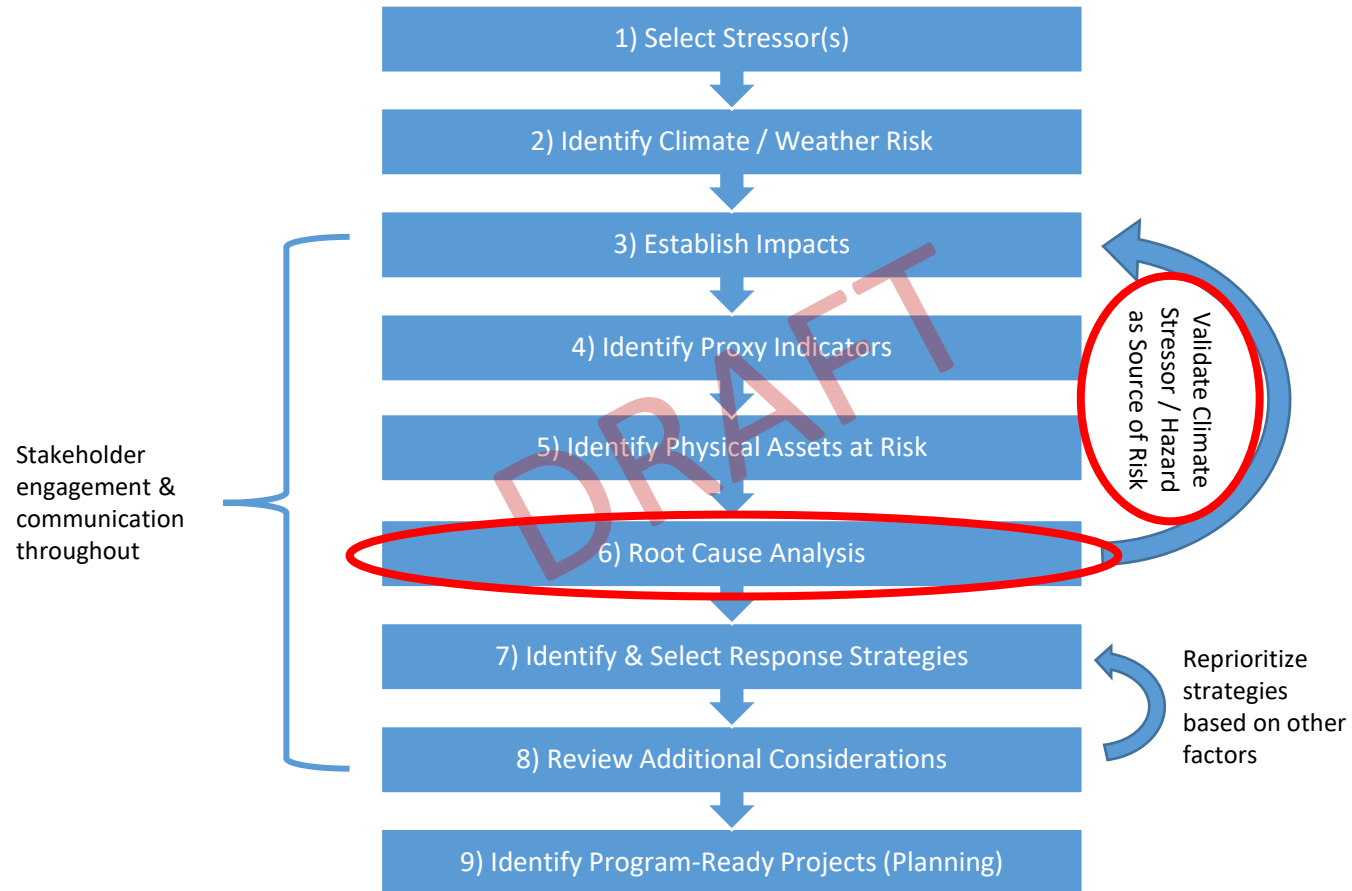 1) Select Stressor(s)
2) Identify Climate / Weather Risk
3) Establish Impacts
4) Identify Proxy Indicators
5) Identify Physical Assets at Risk
6) Root Cause Analysis
7) Identify & Select Response Strategies
8) Review Additional Considerations
9) Identify Program-Ready Projects (Planning)
Stakeholder
engagement &
communication
throughout
Validate Climate
Stressor / Hazard
as Source of Risk
Reprioritize
strategies
based on other
factors
DRAFT